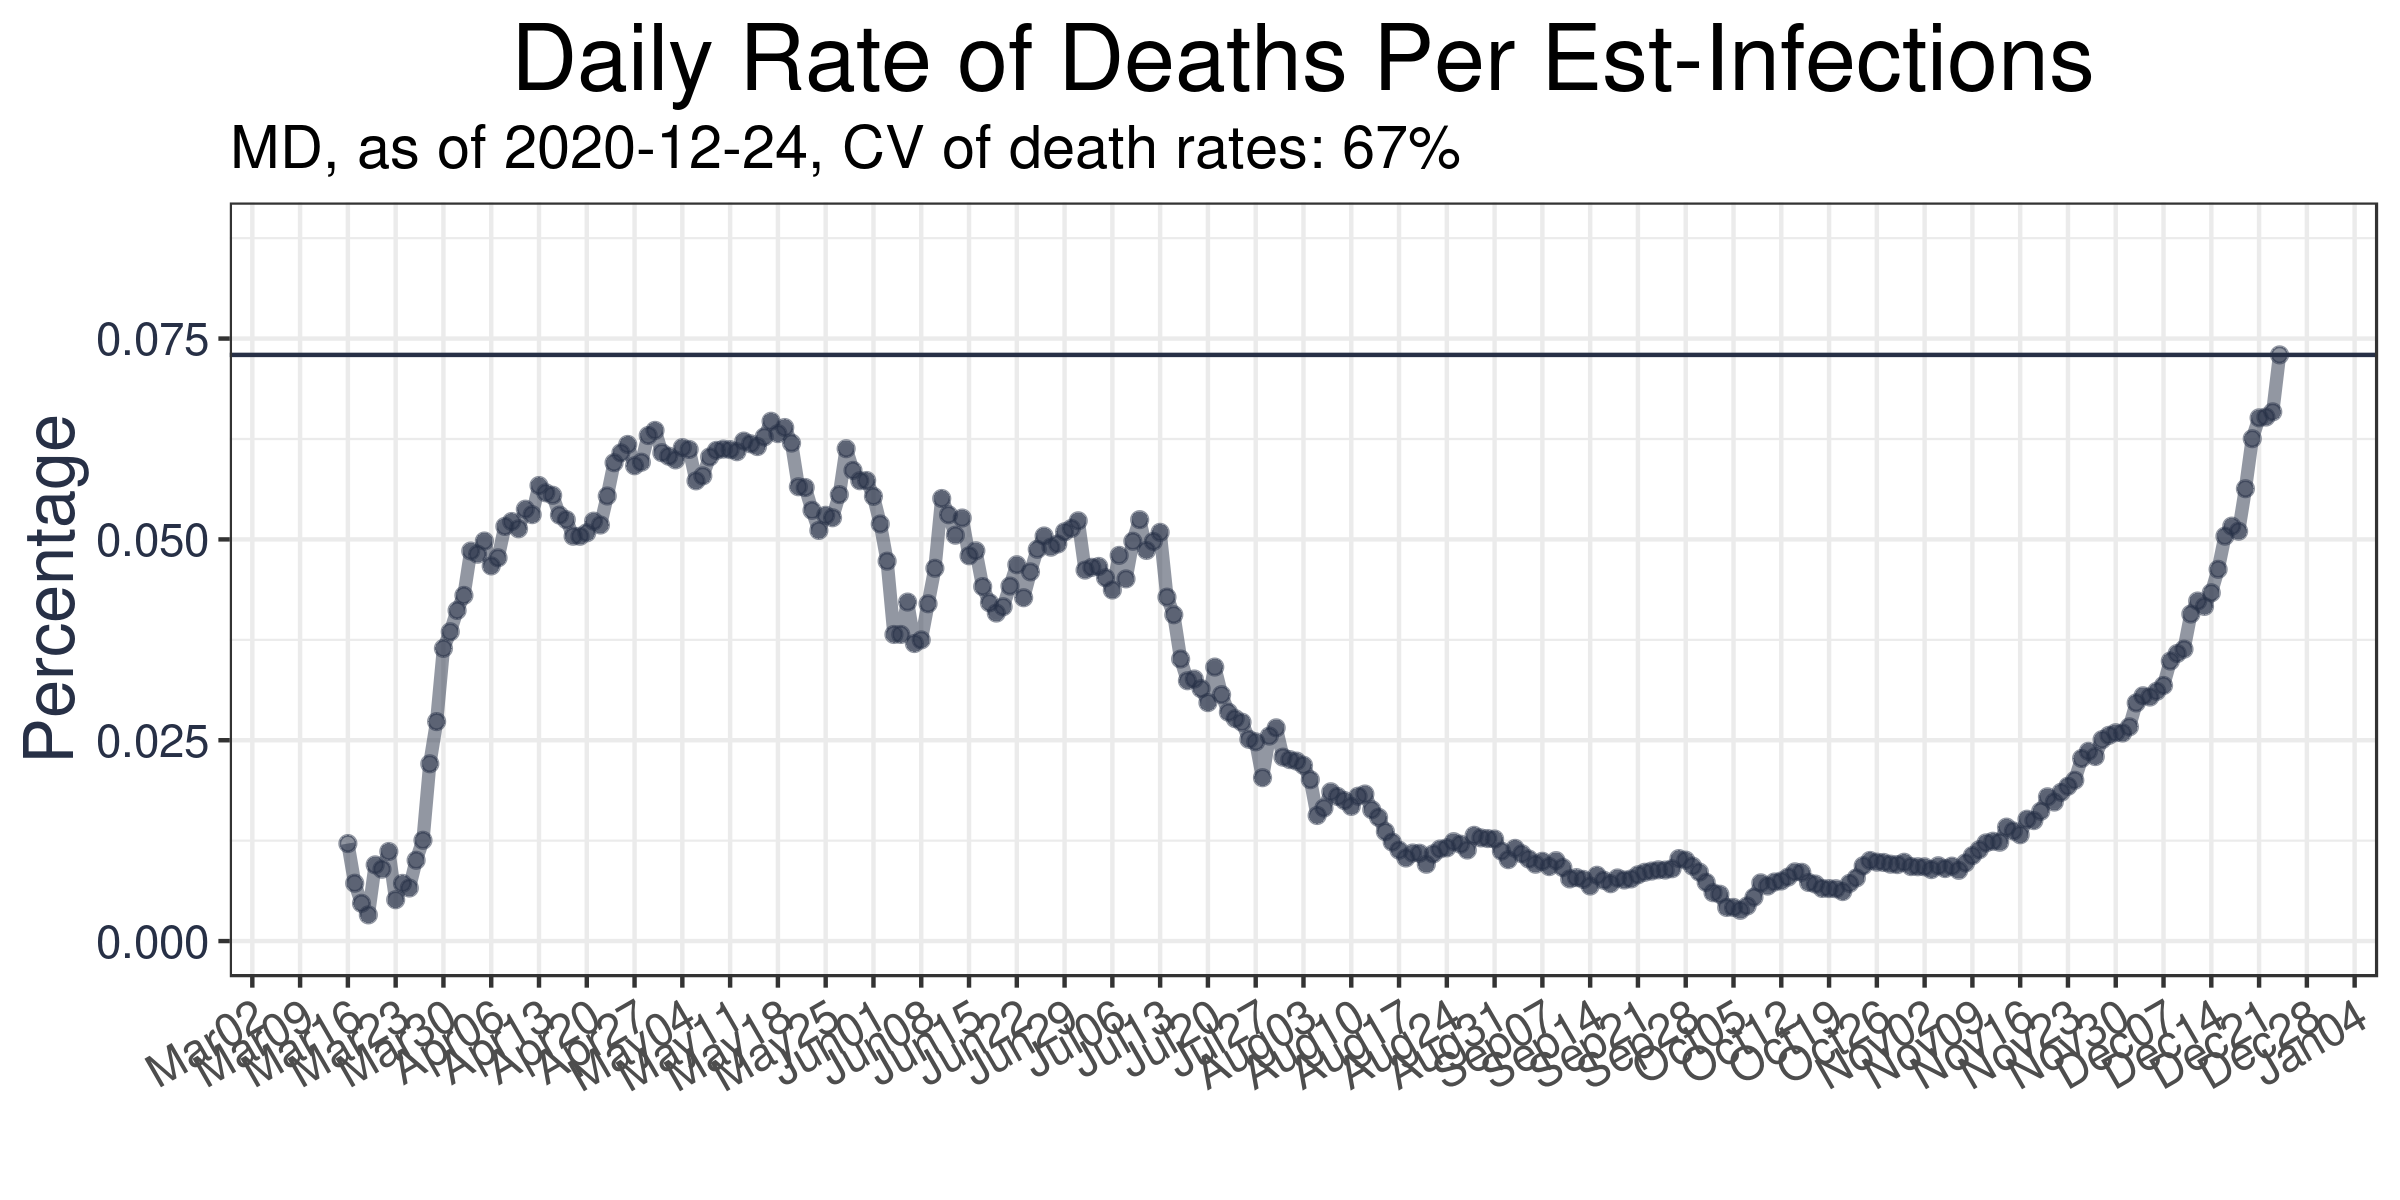 Daily Rate of Deaths Per Est-Infections
MD, as of 2020-12-24, CV of death rates: 67%
Percentage
0.075
0.050
0.025
0.000
Mar02
Mar09
Mar16
Mar23
Mar30
Apr06
Apr13
Apr20
Apr27
May04
May11
May18
May25
Jun01
Jun08
Jun15
Jun22
Jun29
Jul06
Jul13
Jul20
Jul27
Aug03
Aug10
Aug17
Aug24
Aug31
Sep07
Sep14
Sep21
Sep28
Oct05
Oct12
Oct19
Oct26
Nov02
Nov09
Nov16
Nov23
Nov30
Dec07
Dec14
Dec21
Dec28
Jan04